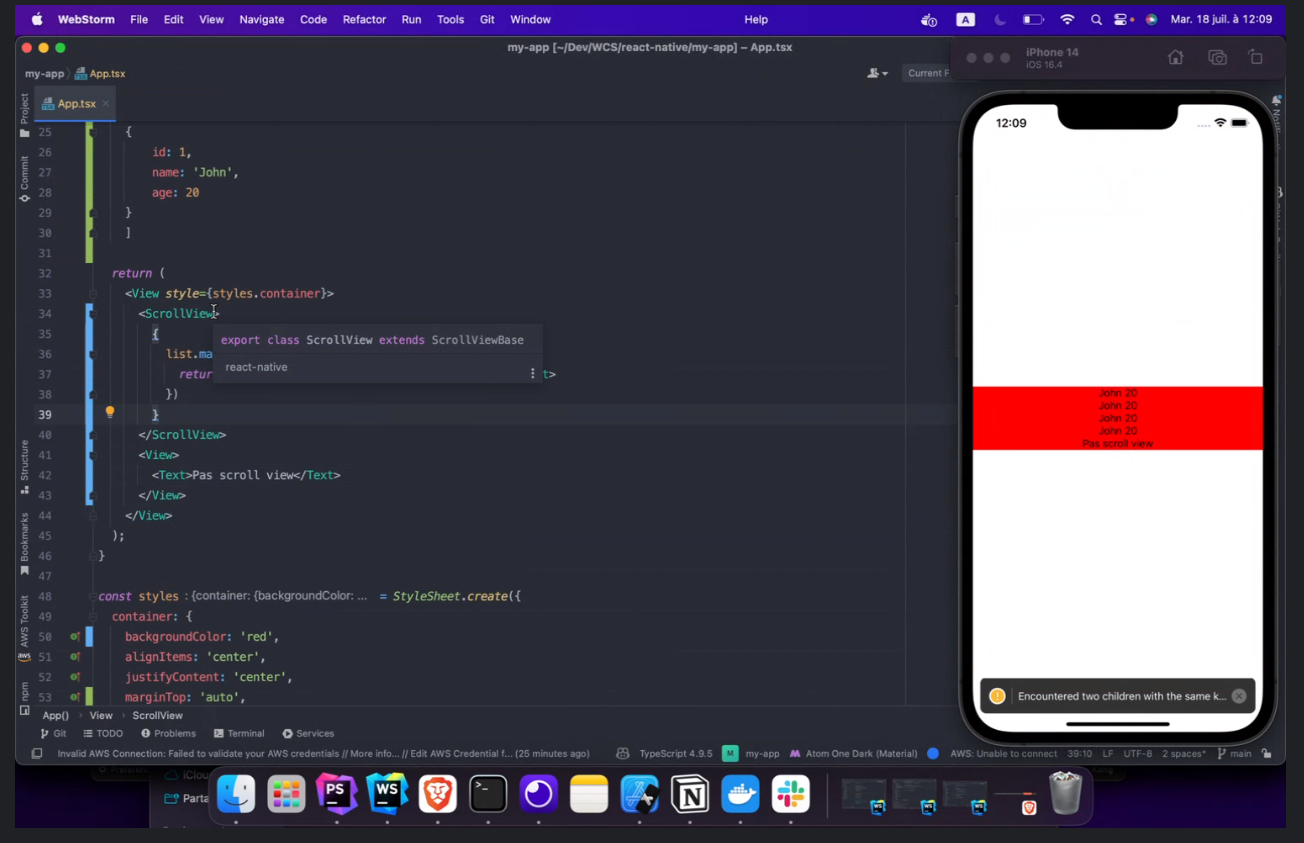 WebStorm File Edit View Navigate Code Refactor Run Tools Git Window Help A Mar. 18 juil. à 12:09
my-app [~/Dev/WCS/react-native/my-app] – App.tsx
my-app App.tsx Current F
App.tsx
Project
Commit
Structure
Bookmarks
AWS Toolkit
aws
npm
25 {
26 id: 1,
27 name: 'John',
28 age: 20
29 }
30 ]
31
32 return (
33 <View style={styles.container}>
34 <ScrollView>
35 {
export class ScrollView extends ScrollViewBase
react-native
36 list.ma
37 retur t>
38 })
39 }
40 </ScrollView>
41 <View>
42 <Text>Pas scroll view</Text>
43 </View>
44 </View>
45 );
46 }
47
48 const styles : {container: {backgroundColor: ... = StyleSheet.create({
49 container: {
50 backgroundColor: 'red',
51 alignItems: 'center',
52 justifyContent: 'center',
53 marginTop: 'auto',
App() › View › ScrollView
Git TODO Problems Terminal Services
Invalid AWS Connection: Failed to validate your AWS credentials // More info... // Edit AWS Credential f... (25 minutes ago) TypeScript 4.9.5 M my-app Atom One Dark (Material) AWS: Unable to connect 39:10 LF UTF-8 2 spaces* main
iPhone 14
iOS 16.4
12:09
John 20
John 20
John 20
John 20
Pas scroll view
Encountered two children with the same k...
iClou
Parta
PS WS